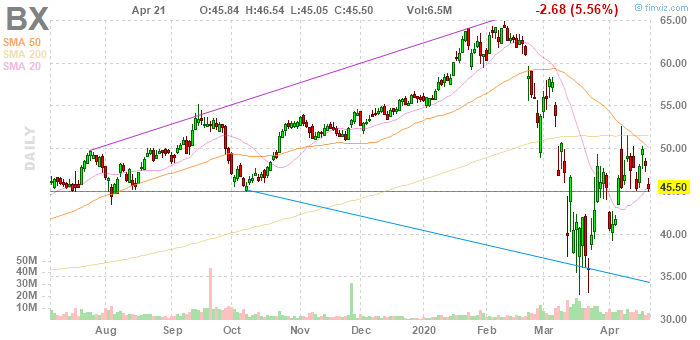 BX Apr 21 O:45.84 H:46.54 L:45.05 C:45.50 Vol:6.5M -2.68 (5.56%) © finviz.com
SMA 50
SMA 200
SMA 20
DAILY
65.00
60.00
55.00
50.00
45.50
40.00
35.00
30.00
50M
40M
30M
20M
10M
Aug Sep Oct Nov Dec 2020 Feb Mar Apr